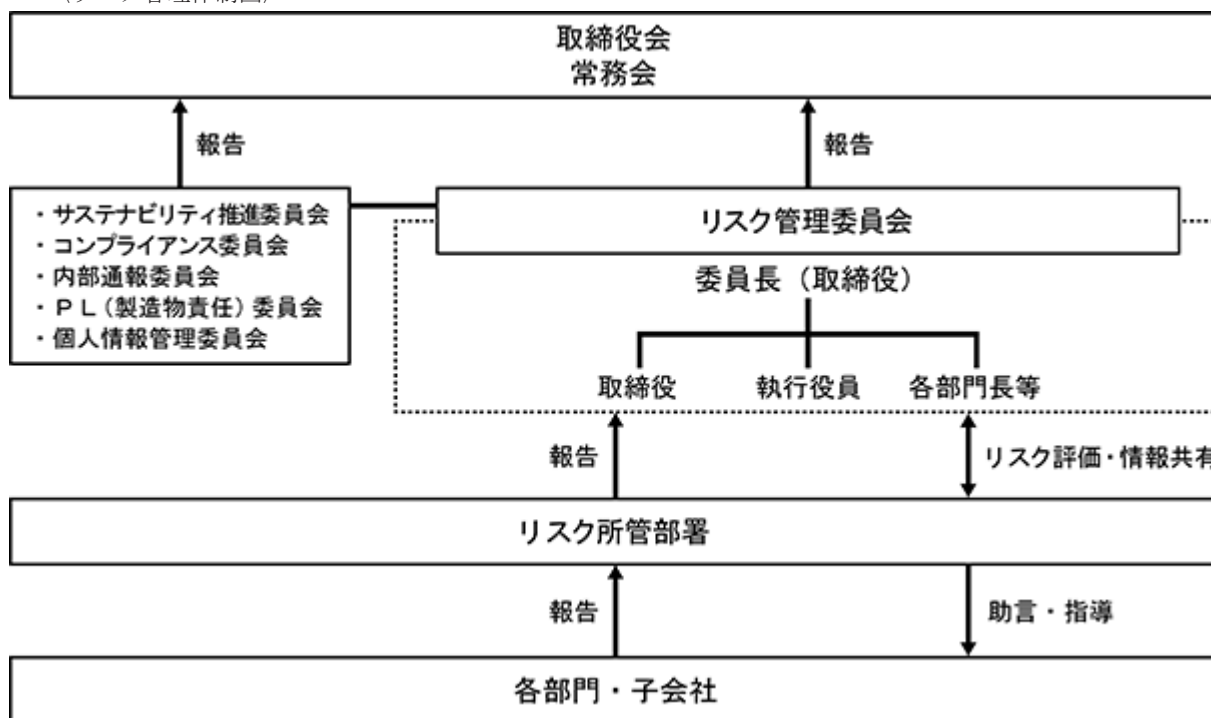 取締役会
常務会
報告
報告
・サステナビリティ推進委員会
・コンプライアンス委員会
・内部通報委員会
・ＰＬ(製造物責任)委員会
・個人情報管理委員会
リスク管理委員会
委員長（取締役）
取締役
執行役員
各部門長等
報告
リスク評価・情報共有
リスク所管部署
報告
助言・指導
各部門・子会社